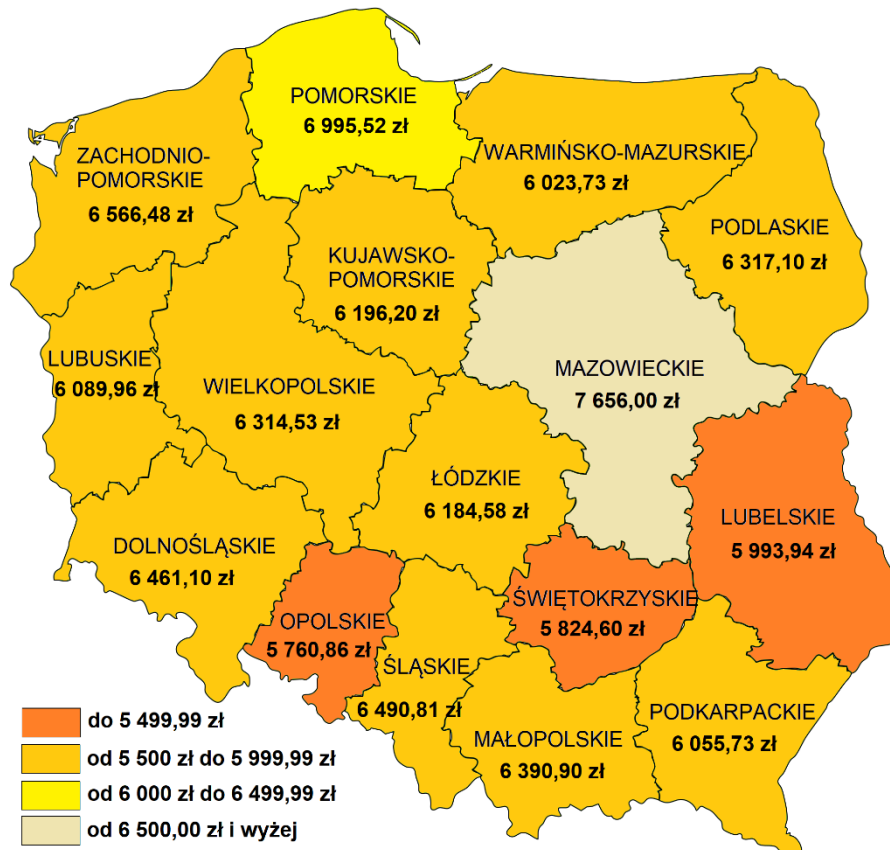 POMORSKIE
6 995,52 zł
WARMIŃSKO-MAZURSKIE
6 023,73 zł
ZACHODNIO-
POMORSKIE
6 566,48 zł
PODLASKIE
6 317,10 zł
KUJAWSKO-
POMORSKIE
6 196,20 zł
LUBUSKIE
6 089,96 zł
WIELKOPOLSKIE
6 314,53 zł
MAZOWIECKIE
7 656,00 zł
ŁÓDZKIE
6 184,58 zł
LUBELSKIE
5 993,94 zł
DOLNOŚLĄSKIE
6 461,10 zł
OPOLSKIE
5 760,86 zł
ŚWIĘTOKRZYSKIE
5 824,60 zł
ŚLĄSKIE
6 490,81 zł
MAŁOPOLSKIE
6 390,90 zł
PODKARPACKIE
6 055,73 zł
do 5 499,99 zł
od 5 500 zł do 5 999,99 zł
od 6 000 zł do 6 499,99 zł
od 6 500,00 zł i wyżej